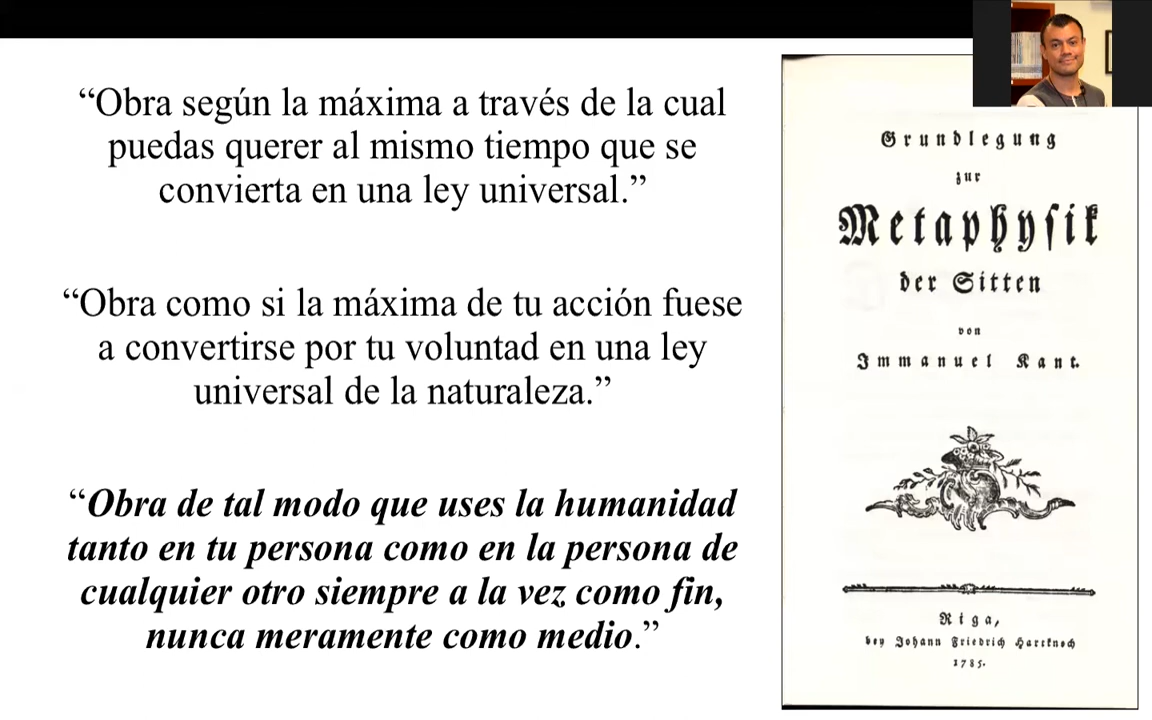 “Obra según la máxima a través de la cual
puedas querer al mismo tiempo que se
convierta en una ley universal.”
“Obra como si la máxima de tu acción fuese
a convertirse por tu voluntad en una ley
universal de la naturaleza.”
“Obra de tal modo que uses la humanidad
tanto en tu persona como en la persona de
cualquier otro siempre a la vez como fin,
nunca meramente como medio.”
Grundlegung
zur
Metaphyſik
der Sitten
von
Immanuel Kant.
Riga,
bey Johann Friedrich Hartknoch
1785.